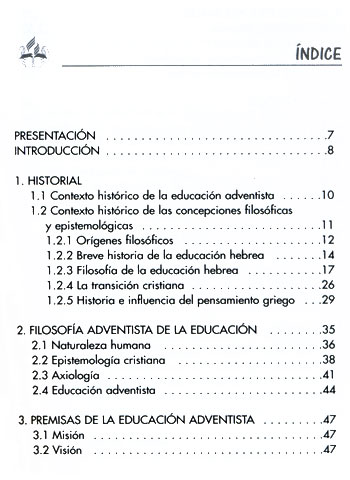 ÍNDICE
PRESENTACIÓN . . . . . . . . . . . . . . . . . . . . . . . . . . . .7
INTRODUCCIÓN . . . . . . . . . . . . . . . . . . . . . . . . . . . .8
1. HISTORIAL
1.1 Contexto histórico de la educación adventista . . . . . .10
1.2 Contexto histórico de las concepciones filosóficas
y epistemológicas . . . . . . . . . . . . . . . . . . . . . . .11
1.2.1 Orígenes filosóficos . . . . . . . . . . . . . . . . . . .12
1.2.2 Breve historia de la educación hebrea . . . . . . .14
1.2.3 Filosofía de la educación hebrea . . . . . . . . . .17
1.2.4 La transición cristiana . . . . . . . . . . . . . . . . .26
1.2.5 Historia e influencia del pensamiento griego . . .29
2. FILOSOFÍA ADVENTISTA DE LA EDUCACIÓN . . . . . . . .35
2.1 Naturaleza humana . . . . . . . . . . . . . . . . . . . . .36
2.2 Epistemología cristiana . . . . . . . . . . . . . . . . . . .38
2.3 Axiología . . . . . . . . . . . . . . . . . . . . . . . . . . . .41
2.4 Educación adventista . . . . . . . . . . . . . . . . . . . .44
3. PREMISAS DE LA EDUCACIÓN ADVENTISTA . . . . . . . . .47
3.1 Misión . . . . . . . . . . . . . . . . . . . . . . . . . . . . . .47
3.2 Visión . . . . . . . . . . . . . . . . . . . . . . . . . . . . . .47